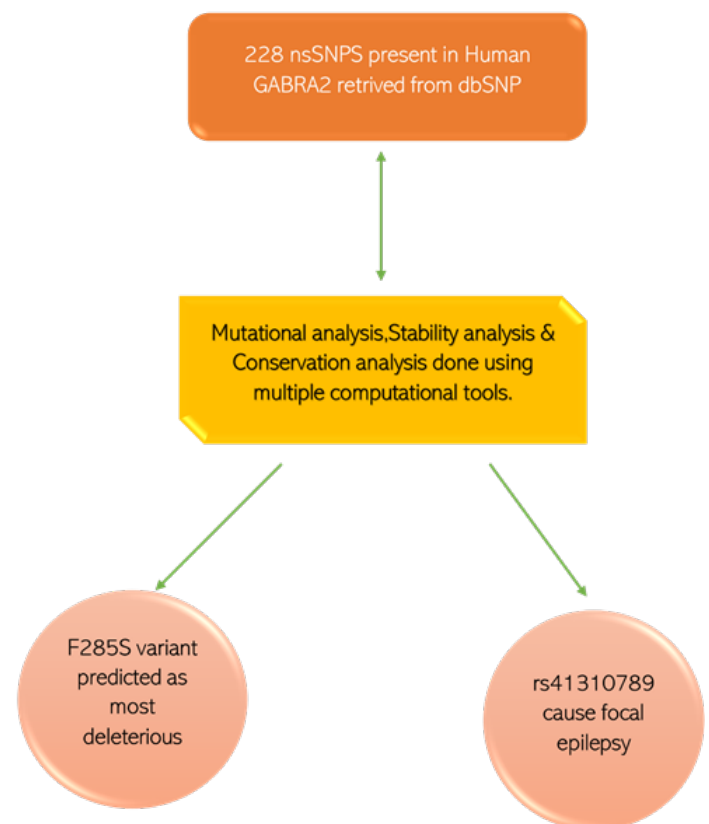 228 nsSNPS present in Human
GABRA2 retrived from dbSNP
Mutational analysis,Stability analysis &
Conservation analysis done using
multiple computational tools.
F285S variant
predicted as
most
deleterious
rs41310789
cause focal
epilepsy